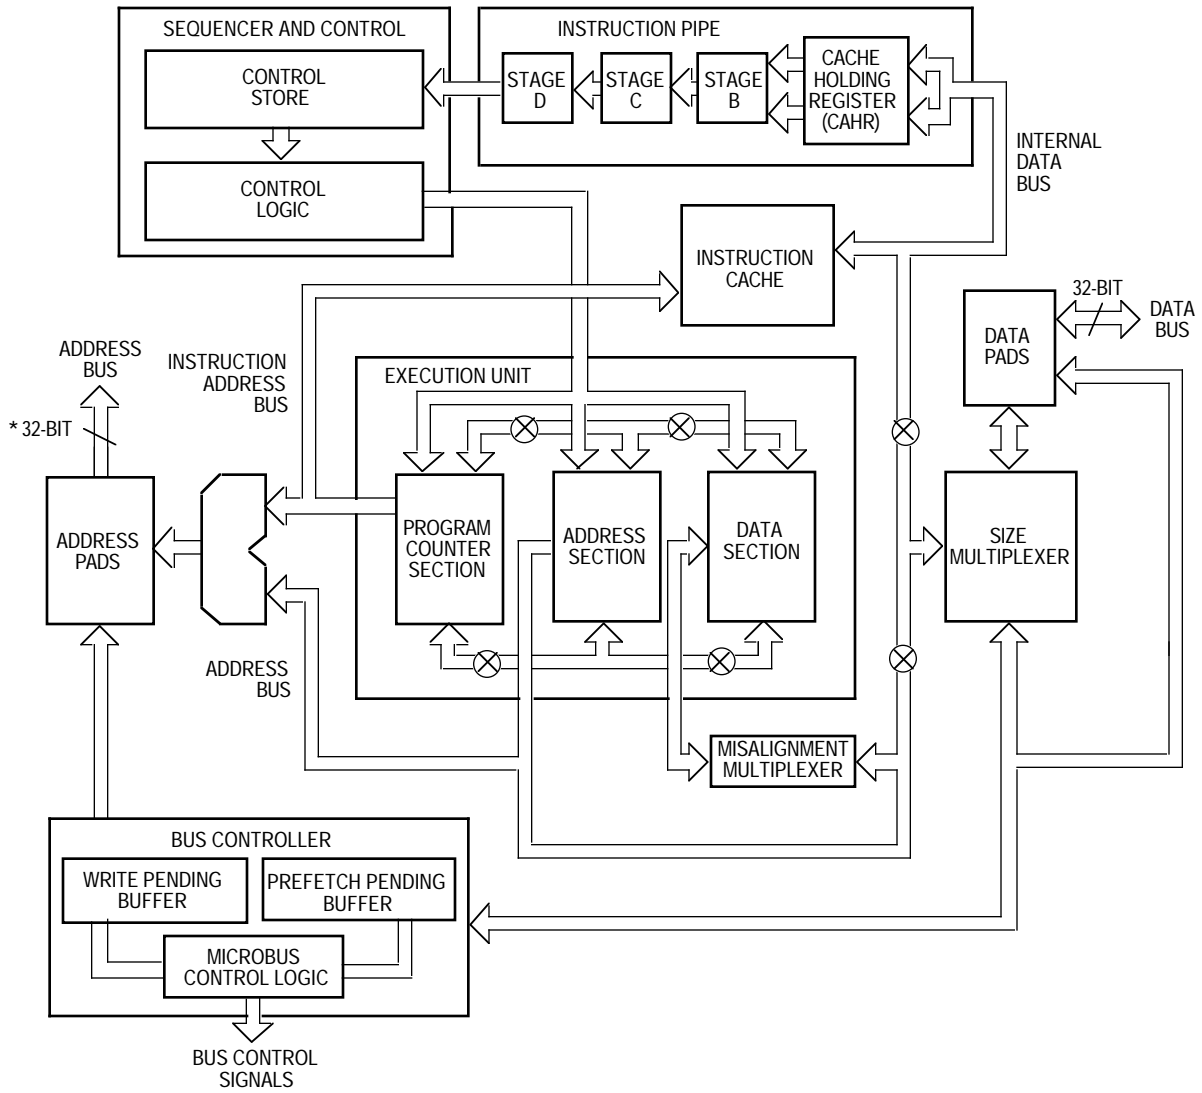 SEQUENCER AND CONTROL
CONTROL
STORE
CONTROL
LOGIC
INSTRUCTION PIPE
STAGE
D
STAGE
C
STAGE
B
CACHE
HOLDING
REGISTER
(CAHR)
INTERNAL
DATA
BUS
INSTRUCTION
CACHE
32-BIT
DATA
BUS
DATA
PADS
ADDRESS
BUS
* 32-BIT
INSTRUCTION
ADDRESS
BUS
EXECUTION UNIT
ADDRESS
PADS
PROGRAM
COUNTER
SECTION
ADDRESS
SECTION
DATA
SECTION
SIZE
MULTIPLEXER
ADDRESS
BUS
MISALIGNMENT
MULTIPLEXER
BUS CONTROLLER
WRITE PENDING
BUFFER
PREFETCH PENDING
BUFFER
MICROBUS
CONTROL LOGIC
BUS CONTROL
SIGNALS